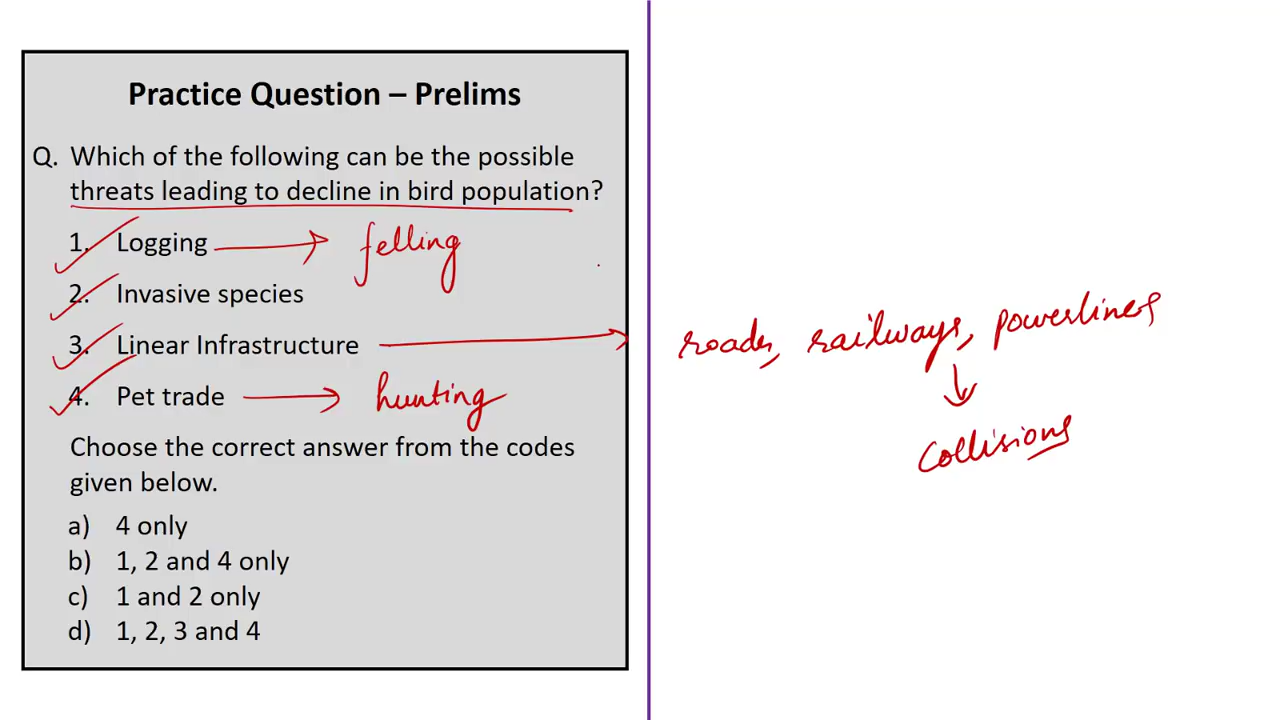 Practice Question – Prelims
Q. Which of the following can be the possible
threats leading to decline in bird population?
1. Logging → felling
2. Invasive species
3. Linear Infrastructure → roads, railways, powerlines
↓
collisions
4. Pet trade → hunting
Choose the correct answer from the codes
given below.
a) 4 only
b) 1, 2 and 4 only
c) 1 and 2 only
d) 1, 2, 3 and 4